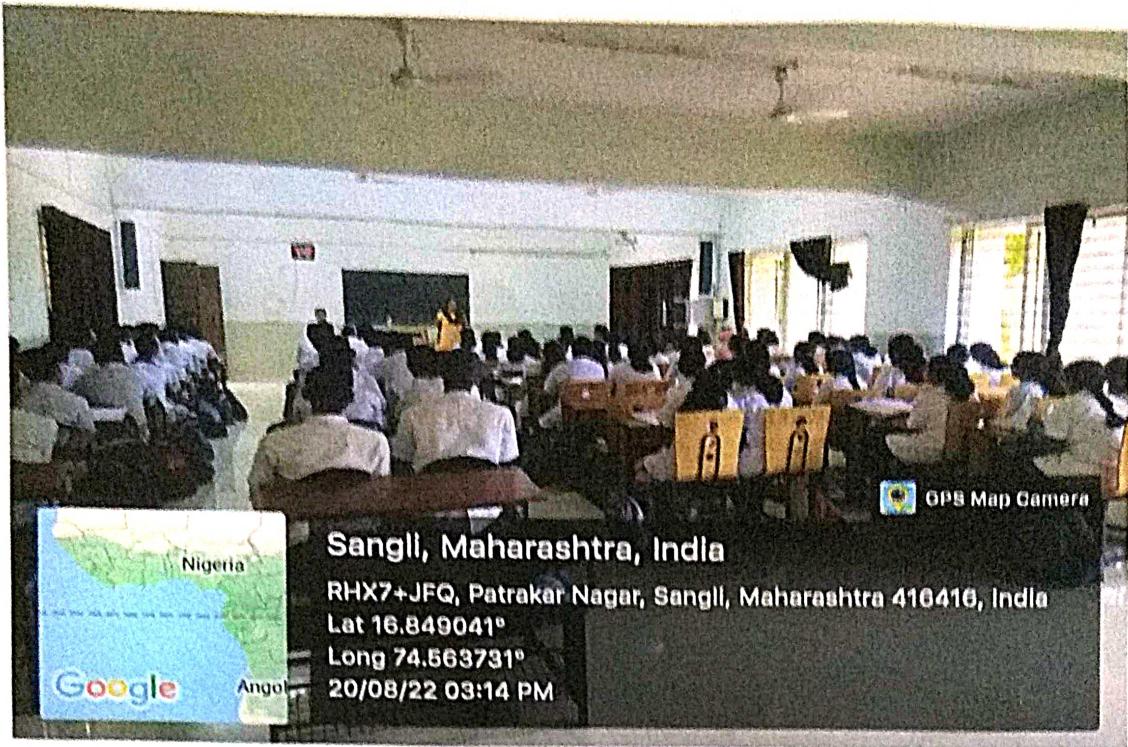 GPS Map Camera
Sangli, Maharashtra, India
RHX7+JFQ, Patrakar Nagar, Sangli, Maharashtra 416416, India
Lat 16.849041°
Long 74.563731°
20/08/22 03:14 PM
Nigeria
Google
Angol